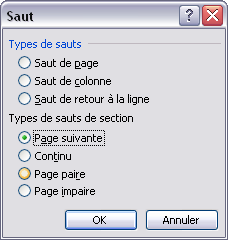 Saut
Types de sauts
Saut de page
Saut de colonne
Saut de retour à la ligne
Types de sauts de section
Page suivante
Continu
Page paire
Page impaire
OK
Annuler